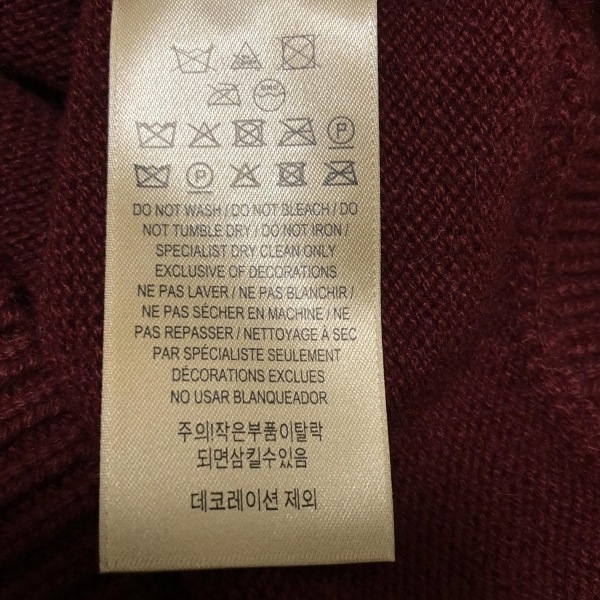 P
P
DO NOT WASH / DO NOT BLEACH / DO
NOT TUMBLE DRY / DO NOT IRON /
SPECIALIST DRY CLEAN ONLY
EXCLUSIVE OF DECORATIONS
NE PAS LAVER / NE PAS BLANCHIR /
NE PAS SÉCHER EN MACHINE / NE
PAS REPASSER / NETTOYAGE À SEC
PAR SPÉCIALISTE SEULEMENT
DÉCORATIONS EXCLUES
NO USAR BLANQUEADOR
주의!작은부품이탈락
되면삼킬수있음
데코레이션 제외